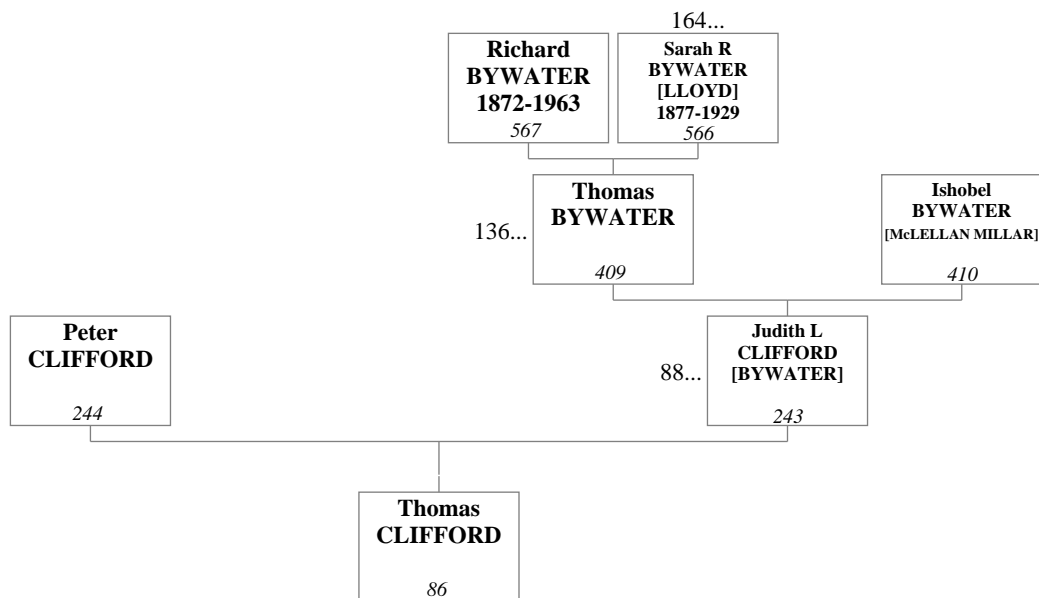 164...
Richard
BYWATER
1872-1963
567
Sarah R
BYWATER
[LLOYD]
1877-1929
566
136...
Thomas
BYWATER
409
Ishobel
BYWATER
[McLELLAN MILLAR]
410
Peter
CLIFFORD
244
88...
Judith L
CLIFFORD
[BYWATER]
243
Thomas
CLIFFORD
86